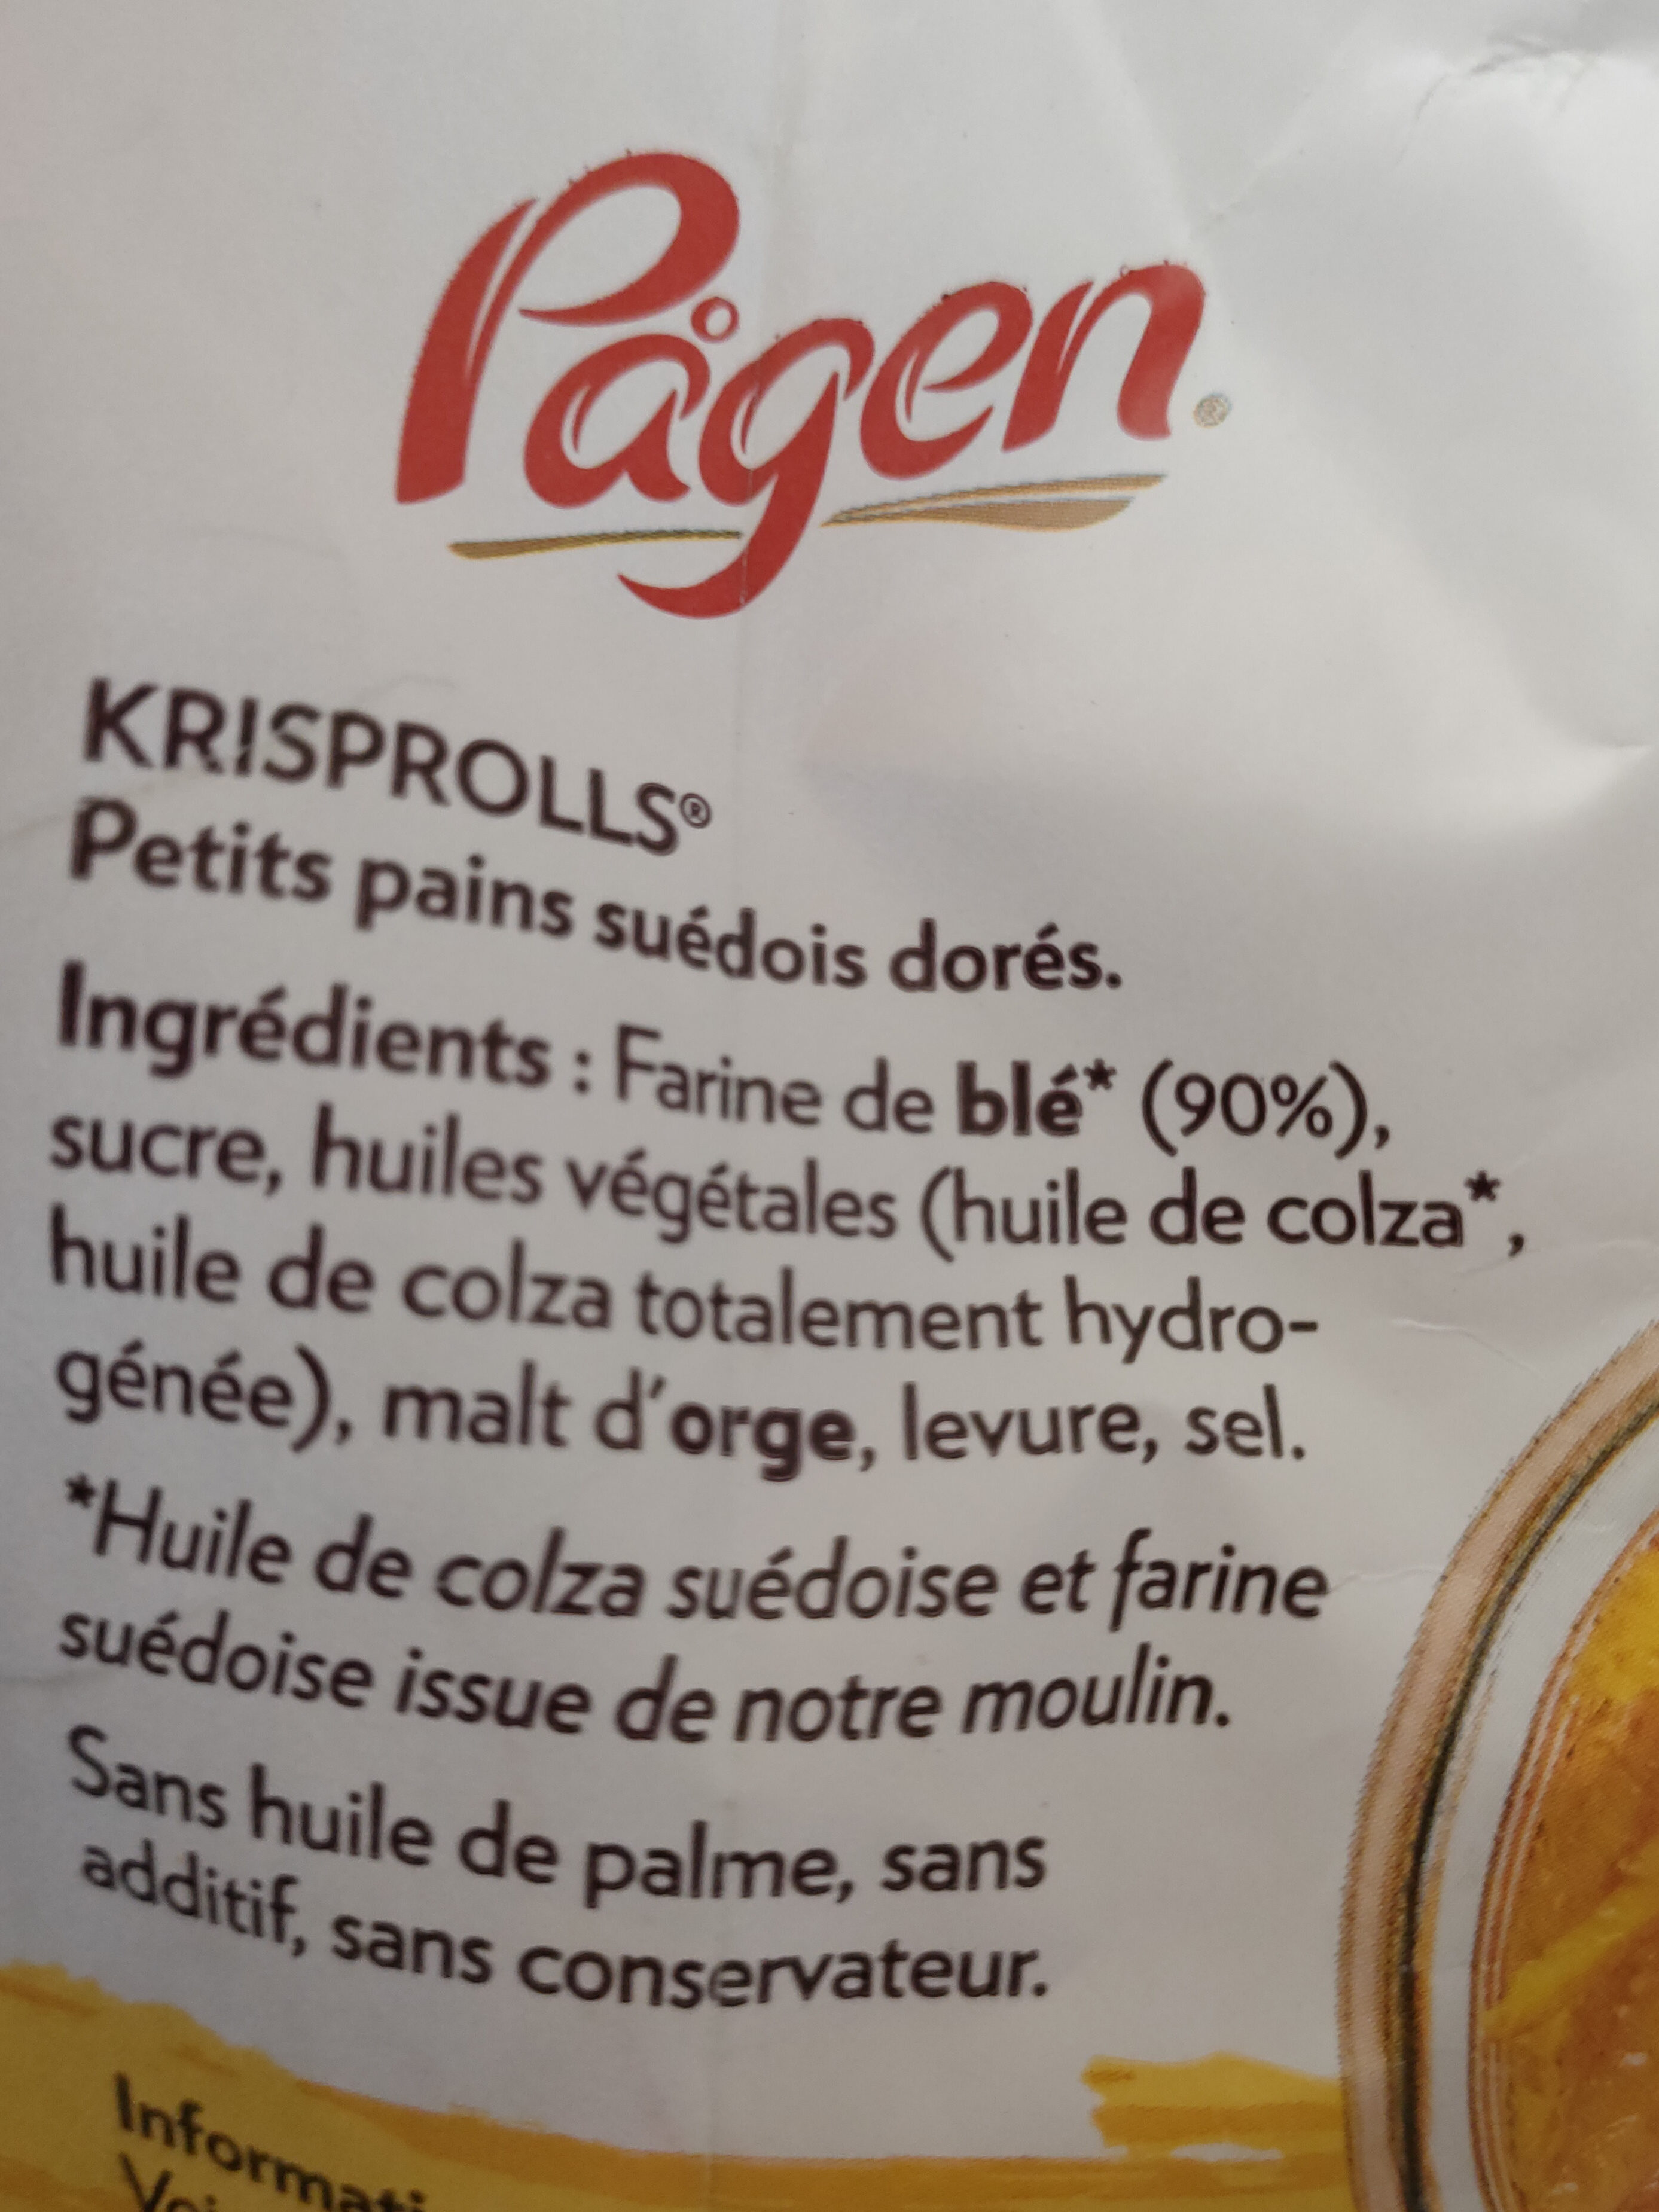 Pågen®
KRISPROLLS®
Petits pains suédois dorés.
Ingrédients : Farine de blé* (90%),
sucre, huiles végétales (huile de colza*,
huile de colza totalement hydro-
génée), malt d'orge, levure, sel.
*Huile de colza suédoise et farine
suédoise issue de notre moulin.
Sans huile de palme, sans
additif, sans conservateur.
Informati